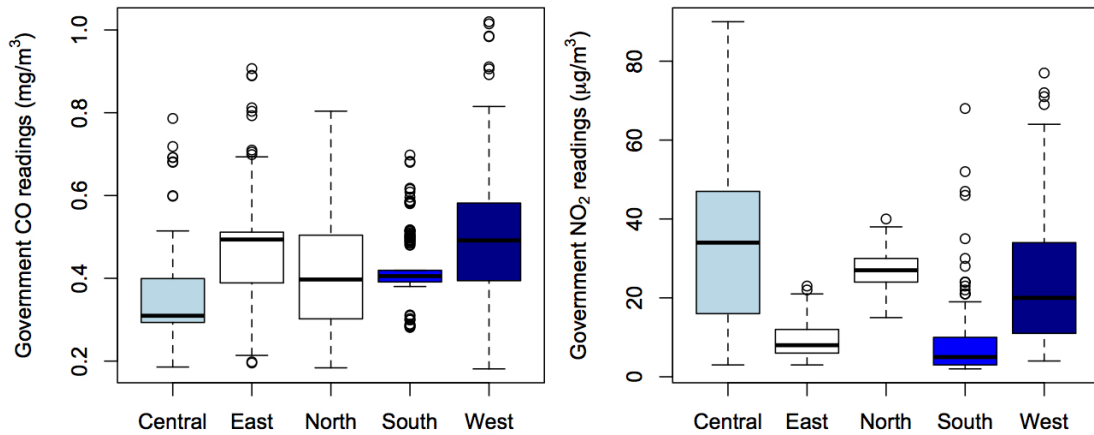 Government CO readings (mg/m³)
1.0
0.8
0.6
0.4
0.2
Central East North South West
Government NO₂ readings (μg/m³)
80
60
40
20
0
Central East North South West